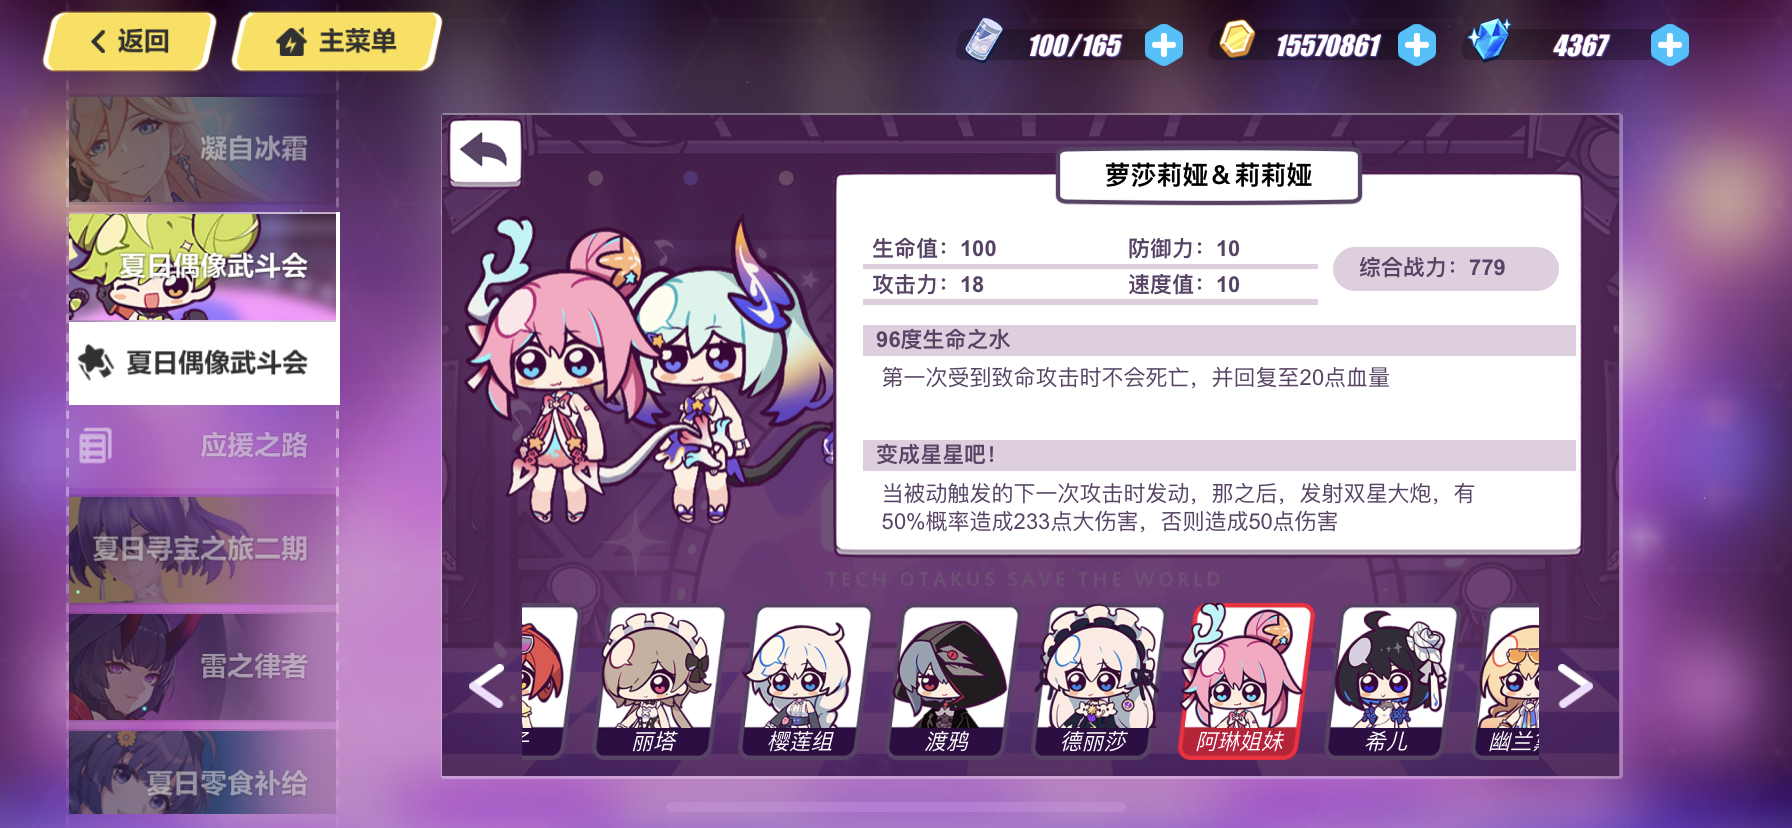 返回
主菜单
100/165
15570861
4367
凝自冰霜
夏日偶像武斗会
夏日偶像武斗会
应援之路
夏日寻宝之旅二期
雷之律者
夏日零食补给
萝莎莉娅&莉莉娅
生命值：100
防御力：10
攻击力：18
速度值：10
综合战力：779
96度生命之水
第一次受到致命攻击时不会死亡，并回复至20点血量
变成星星吧！
当被动触发的下一次攻击时发动，那之后，发射双星大炮，有
50%概率造成233点大伤害，否则造成50点伤害
TECH OTAKUS SAVE THE WORLD
丽塔
樱莲组
渡鸦
德丽莎
阿琳姐妹
希儿
幽兰